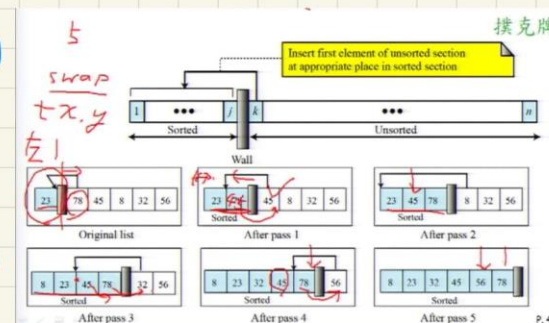 撲克牌
5
swap
t x, y
左1
Insert first element of unsorted section
at appropriate place in sorted section
1 ••• j k ••• n
Sorted Unsorted
Wall
23 78 45 8 32 56
Original list
23 45 8 32 56
Sorted
After pass 1
23 45 78 8 32 56
Sorted
After pass 2
8 23 45 78 32 56
Sorted
After pass 3
8 23 32 45 78 56
Sorted
After pass 4
8 23 32 45 56 78
Sorted
After pass 5